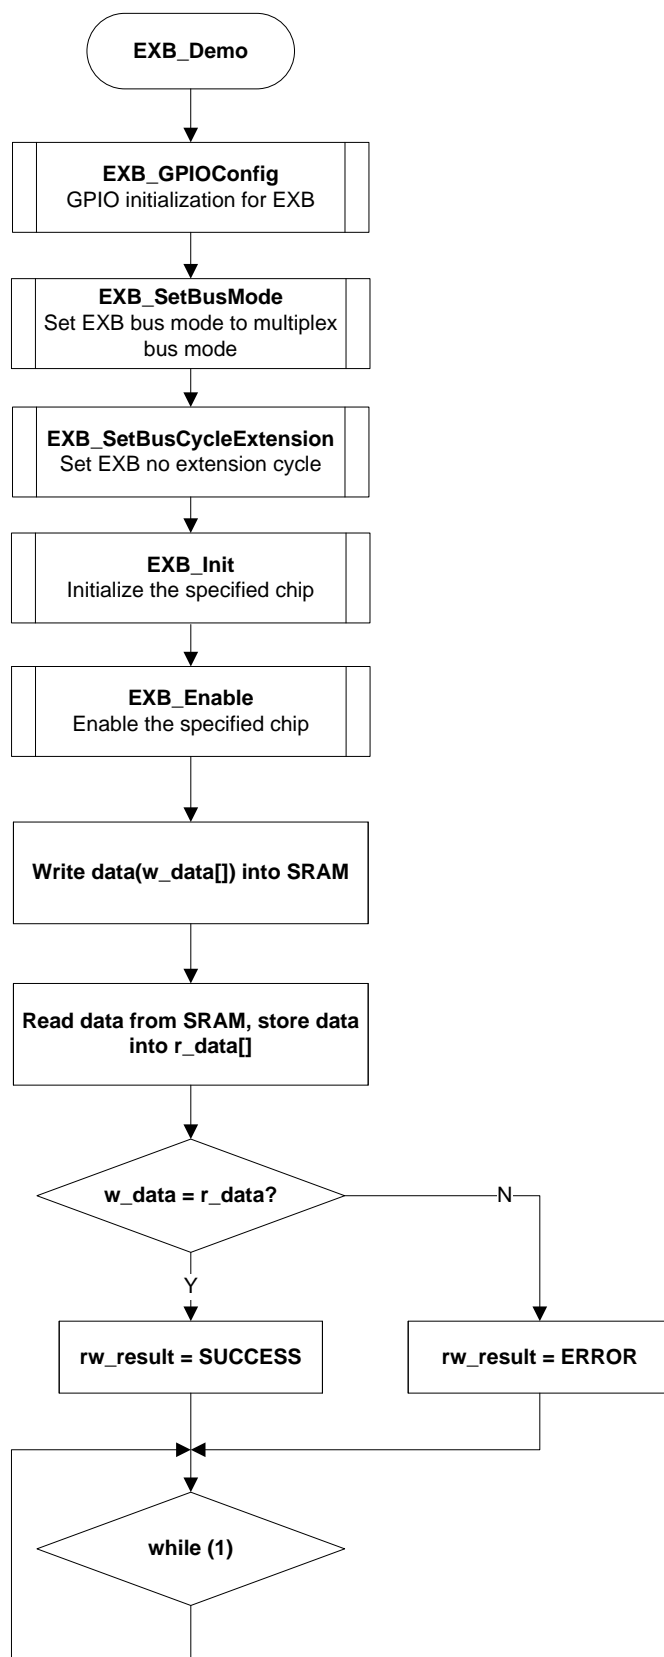 EXB_Demo
EXB_GPIOConfig
GPIO initialization for EXB
EXB_SetBusMode
Set EXB bus mode to multiplex
bus mode
EXB_SetBusCycleExtension
Set EXB no extension cycle
EXB_Init
Initialize the specified chip
EXB_Enable
Enable the specified chip
Write data(w_data[]) into SRAM
Read data from SRAM, store data
into r_data[]
w_data = r_data?
N
Y
rw_result = SUCCESS
rw_result = ERROR
while (1)